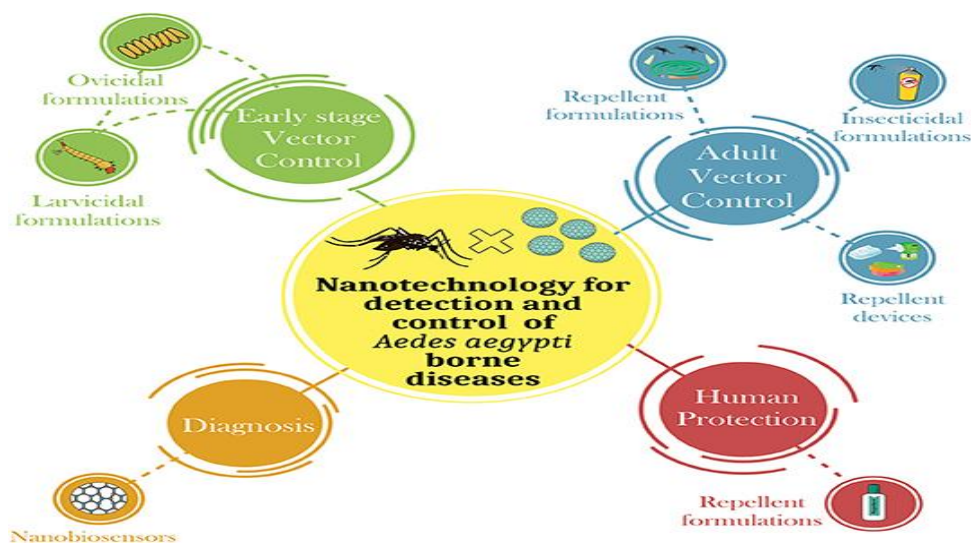 Ovicidal
formulations
Larvicidal
formulations
Early stage
Vector
Control
Repellent
formulations
Insecticidal
formulations
Adult
Vector
Control
Repellent
devices
Nanotechnology for
detection and
control of
Aedes aegypti
borne
diseases
Diagnosis
Nanobiosensors
Human
Protection
Repellent
formulations